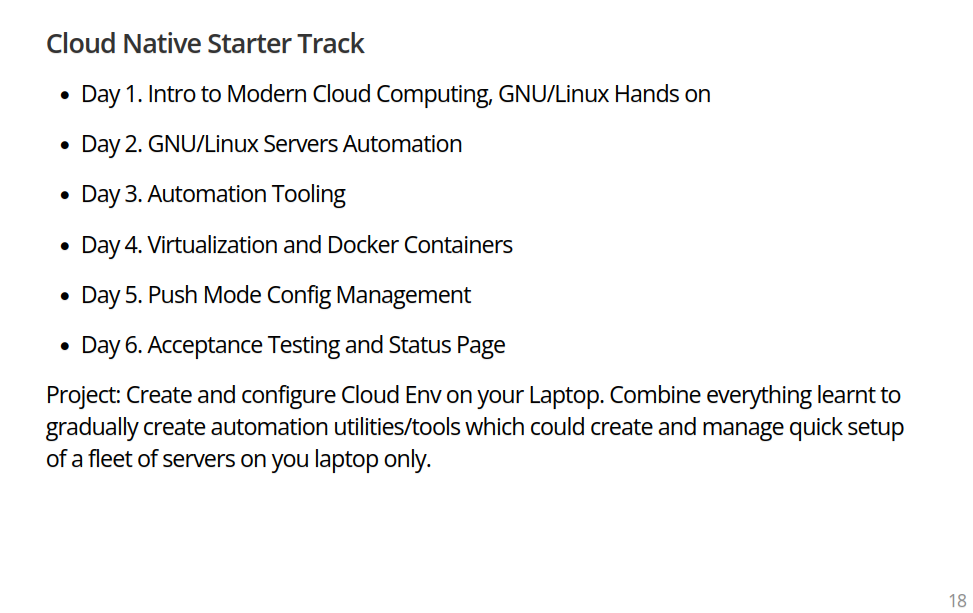 Cloud Native Starter Track
• Day 1. Intro to Modern Cloud Computing, GNU/Linux Hands on
• Day 2. GNU/Linux Servers Automation
• Day 3. Automation Tooling
• Day 4. Virtualization and Docker Containers
• Day 5. Push Mode Config Management
• Day 6. Acceptance Testing and Status Page
Project: Create and configure Cloud Env on your Laptop. Combine everything learnt to
gradually create automation utilities/tools which could create and manage quick setup
of a fleet of servers on you laptop only.
18